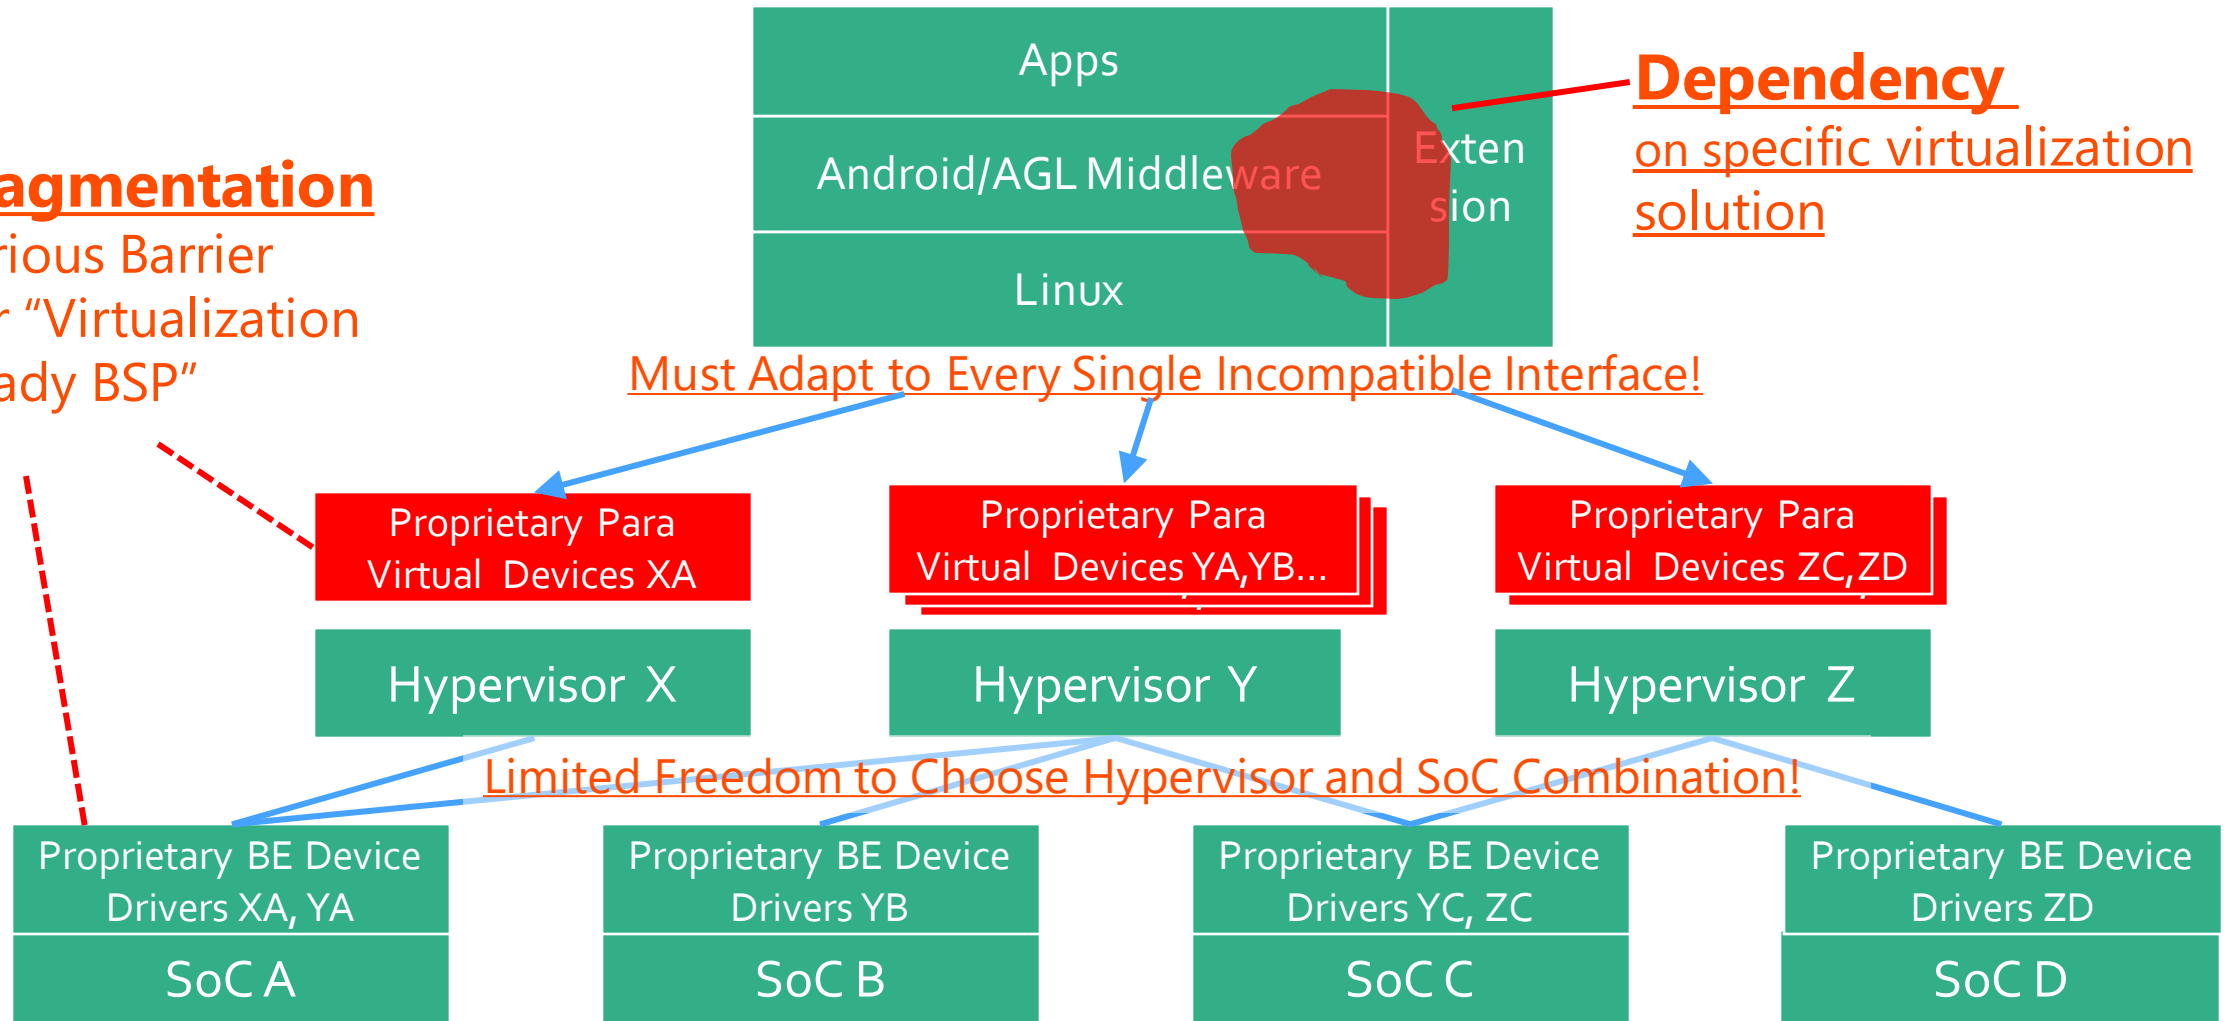 Apps
Android/AGL Middleware
Linux
Exten
sion
Dependency
on specific virtualization
solution
agmentation
rious Barrier
r “Virtualization
ady BSP”
Must Adapt to Every Single Incompatible Interface!
Proprietary Para
Virtual Devices XA
Proprietary Para
Virtual Devices YA,YB...
Proprietary Para
Virtual Devices ZC,ZD
Hypervisor X
Hypervisor Y
Hypervisor Z
Limited Freedom to Choose Hypervisor and SoC Combination!
Proprietary BE Device
Drivers XA, YA
SoC A
Proprietary BE Device
Drivers YB
SoC B
Proprietary BE Device
Drivers YC, ZC
SoC C
Proprietary BE Device
Drivers ZD
SoC D